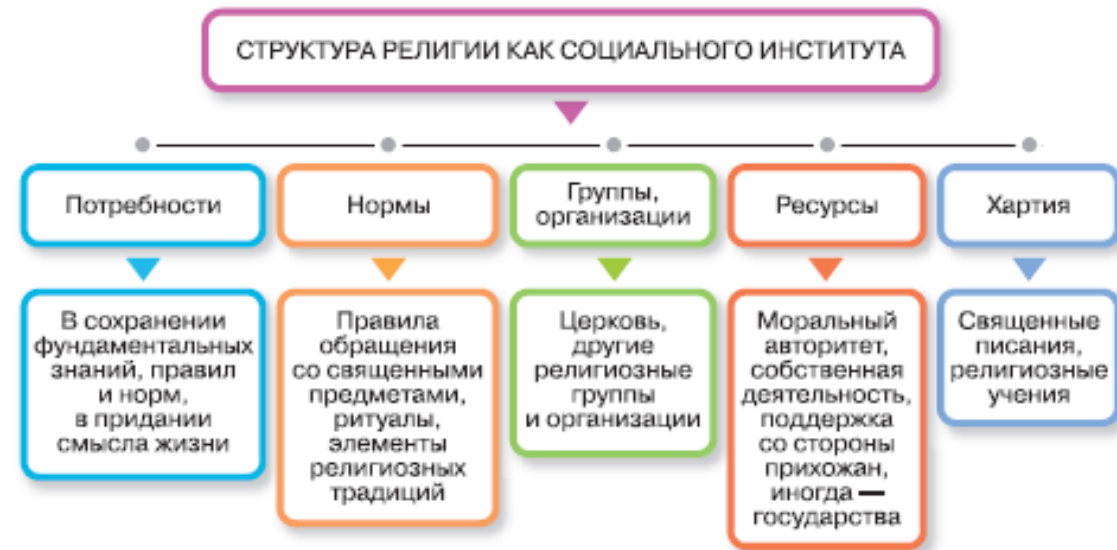 СТРУКТУРА РЕЛИГИИ КАК СОЦИАЛЬНОГО ИНСТИТУТА
Потребности
Нормы
Группы,
организации
Ресурсы
Хартия
В сохранении
фундаментальных
знаний, правил
и норм,
в придании
смысла жизни
Правила
обращения
со священными
предметами,
ритуалы,
элементы
религиозных
традиций
Церковь,
другие
религиозные
группы
и организации
Моральный
авторитет,
собственная
деятельность,
поддержка
со стороны
прихожан,
иногда —
государства
Священные
писания,
религиозные
учения